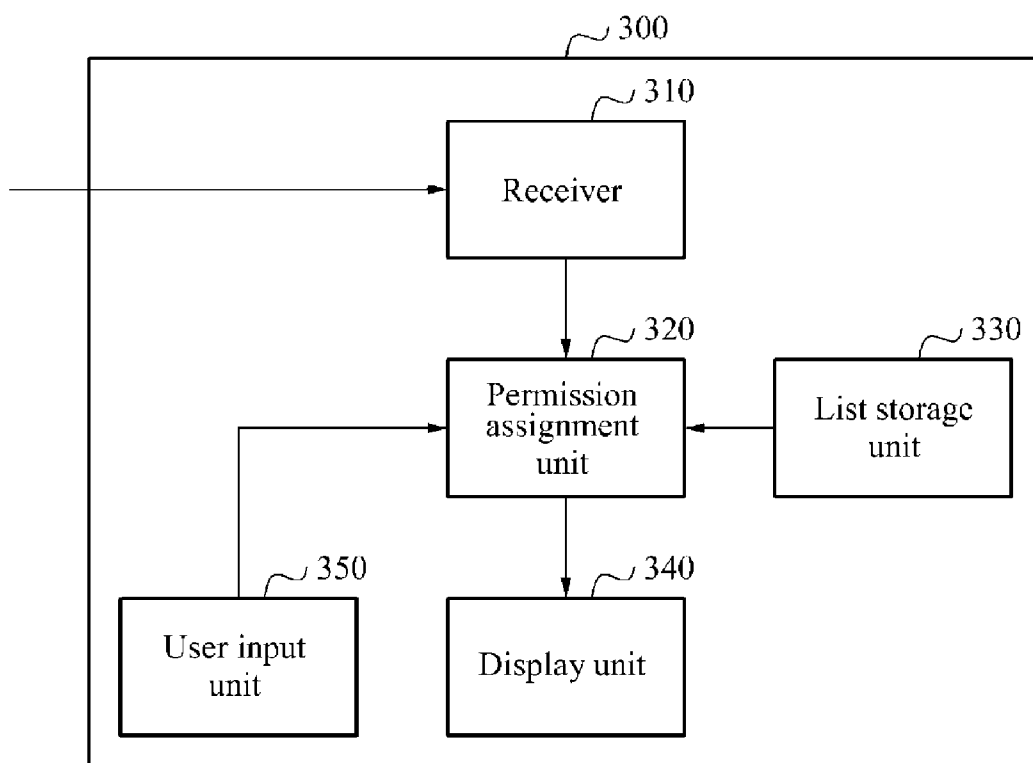 300
310
Receiver
320
330
Permission
assignment
unit
List storage
unit
350
340
User input
unit
Display unit